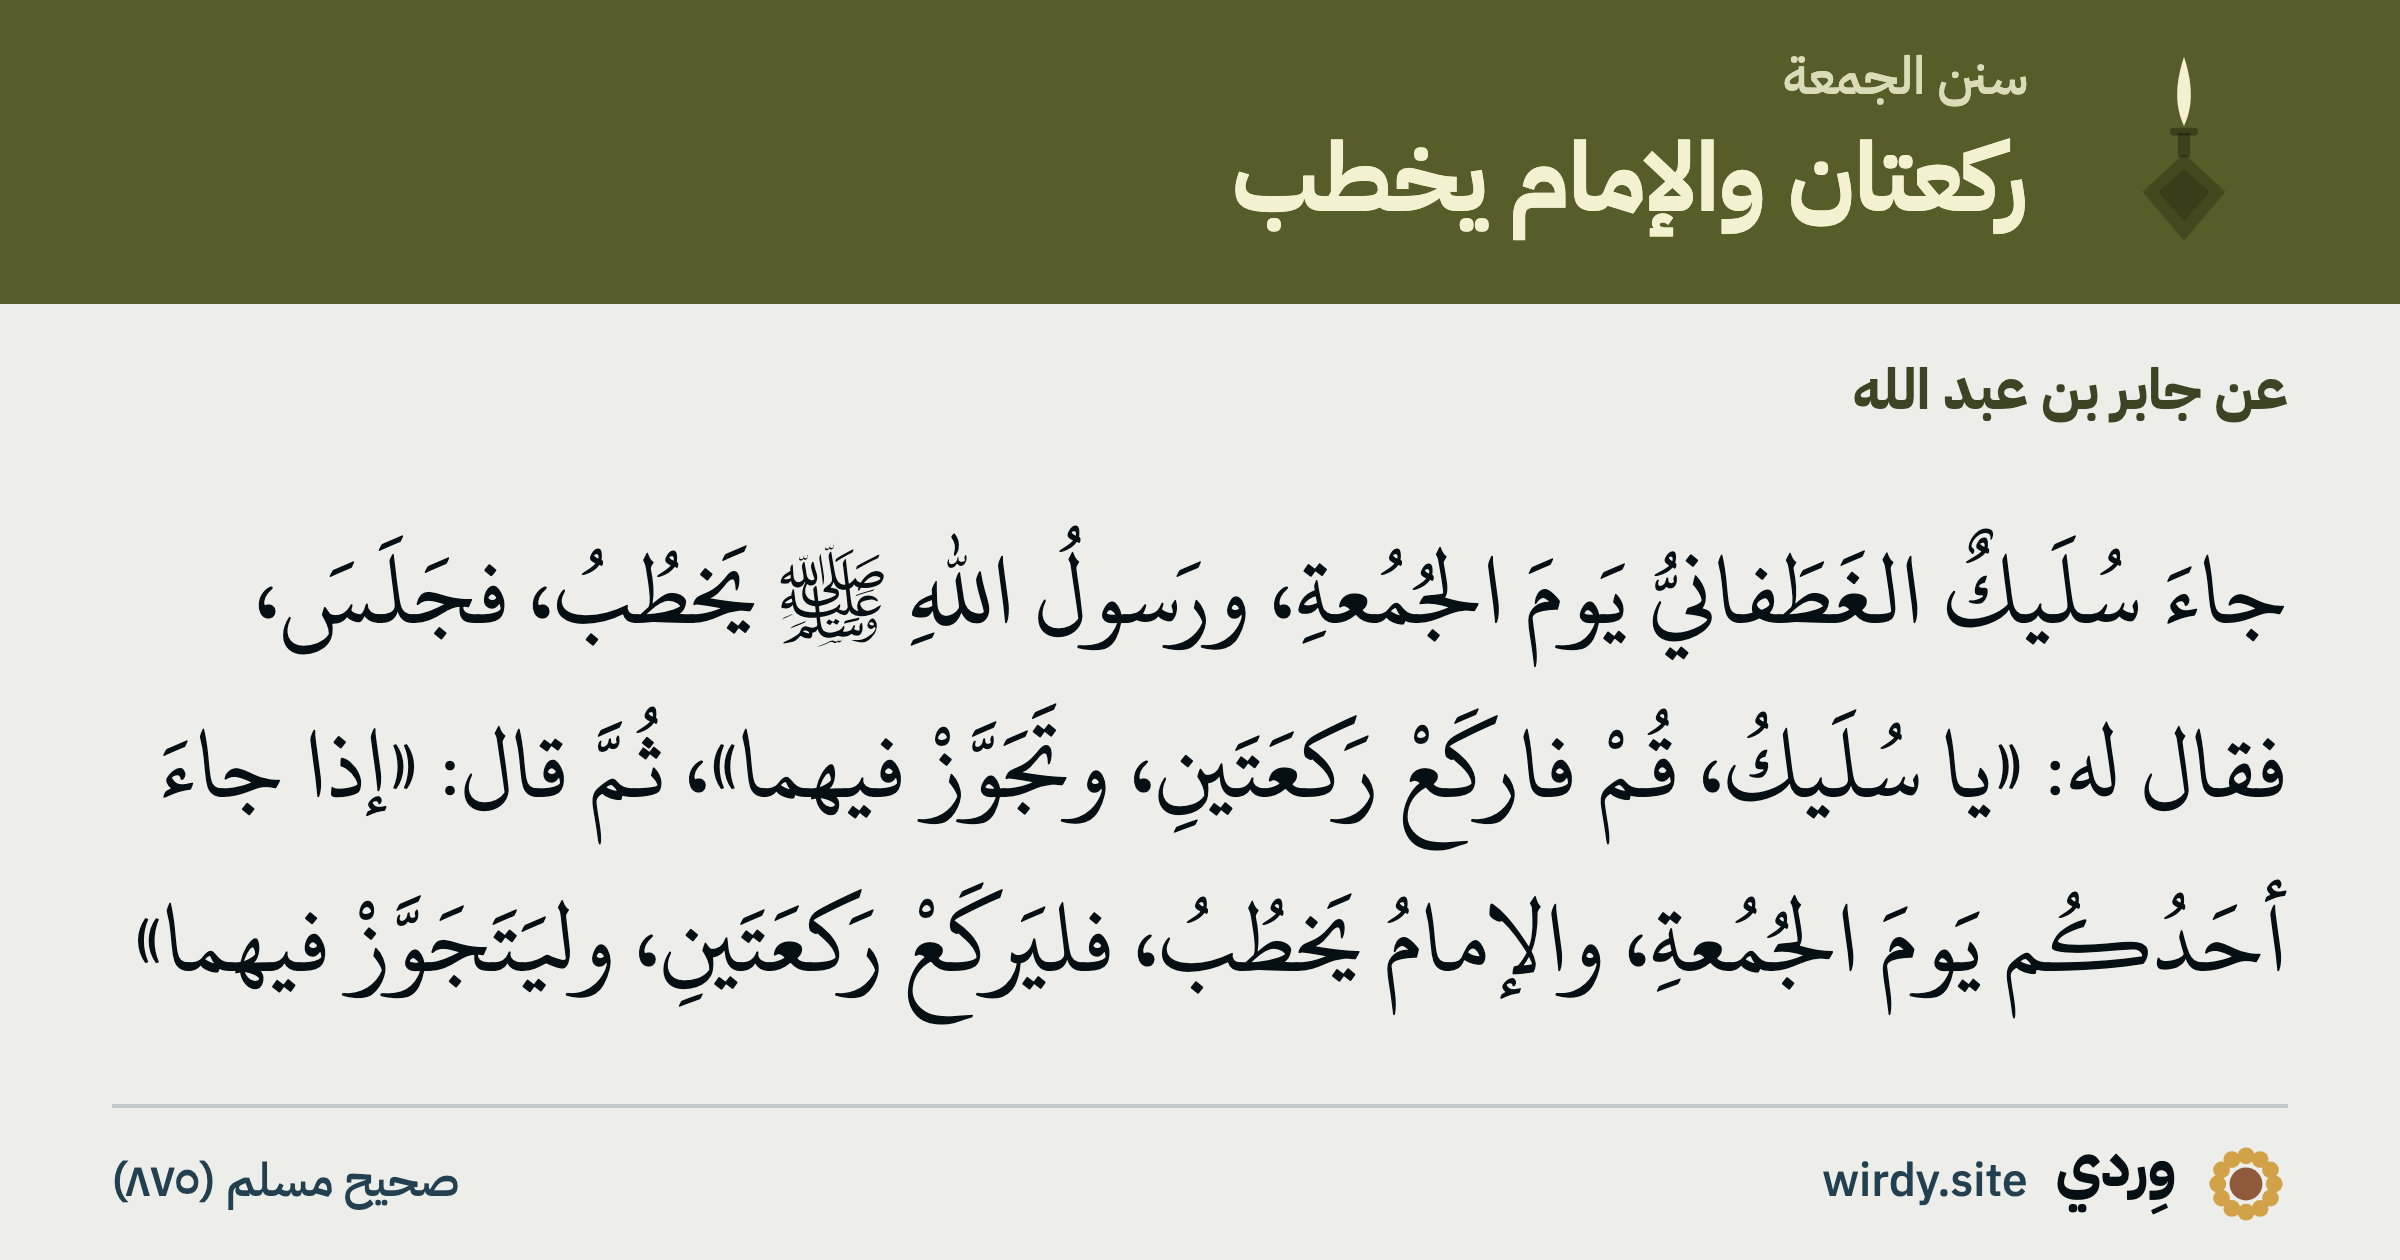 سنن الجمعة
ركعتان والإمام يخطب
عن جابر بن عبد الله
جاءَ سُلَيكٌ الغَطَفانيُّ يَومَ الجُمُعةِ، ورَسولُ اللهِ ﷺ يَخطُبُ، فجَلَسَ،
فقال له: «يا سُلَيكُ، قُمْ فاركَعْ رَكعَتَينِ، وتَجَوَّزْ فيهما»، ثُمَّ قال: «إذا جاءَ
أحَدُكُم يَومَ الجُمُعةِ، والإمامُ يَخطُبُ، فليَركَعْ رَكعَتَينِ، وليَتَجَوَّزْ فيهما»
وِردي wirdy.site
صحيح مسلم (٨٧٥)